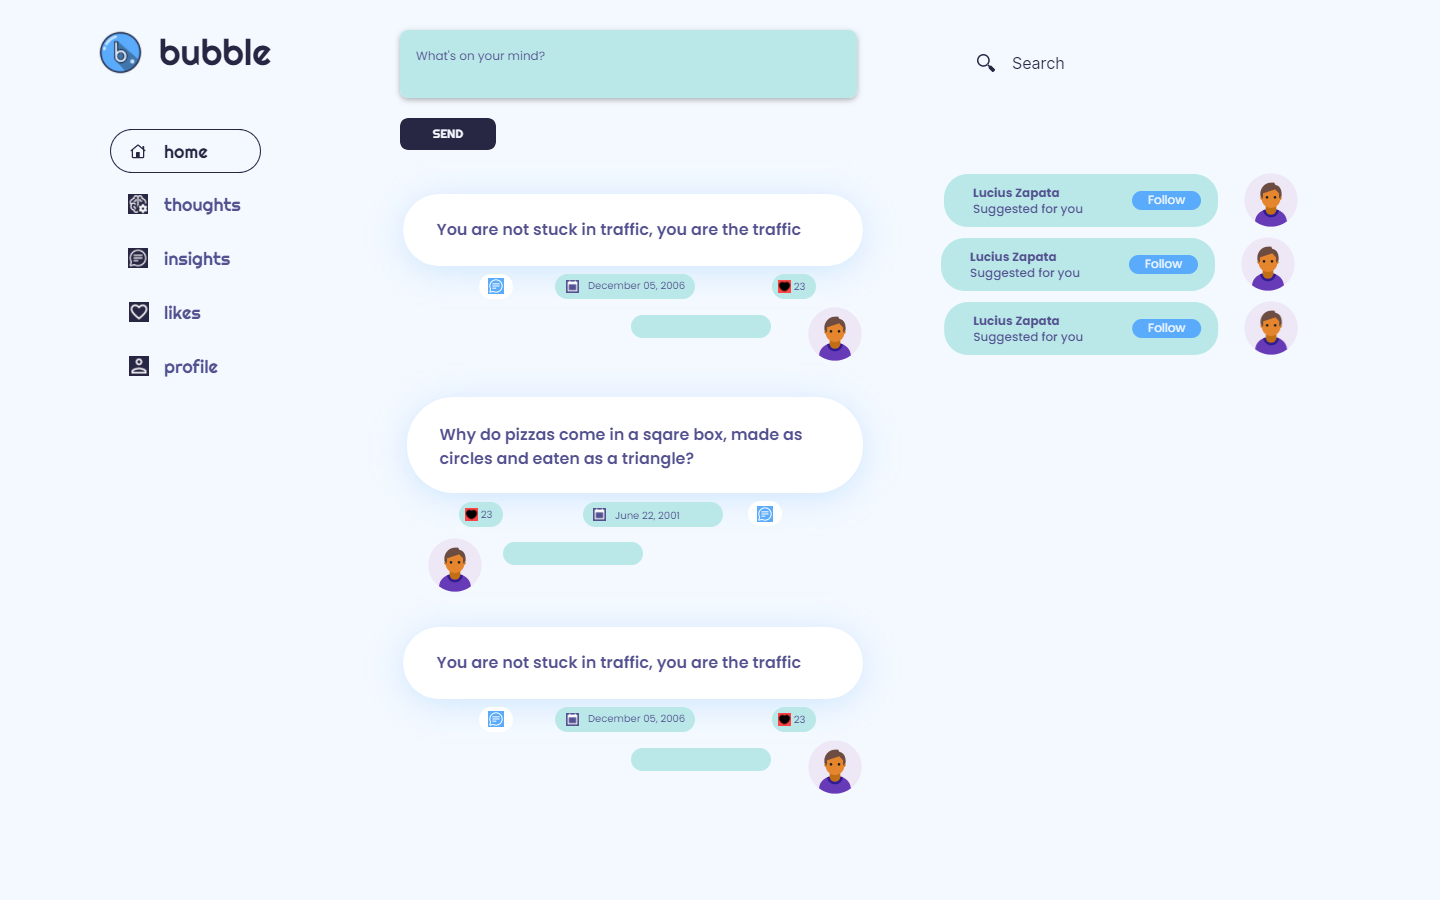 bubble
home
thoughts
insights
likes
profile
What's on your mind?
SEND
You are not stuck in traffic, you are the traffic
December 05, 2006
23
Why do pizzas come in a sqare box, made as
circles and eaten as a triangle?
23
June 22, 2001
You are not stuck in traffic, you are the traffic
December 05, 2006
23
Search
Lucius Zapata
Suggested for you
Follow
Lucius Zapata
Suggested for you
Follow
Lucius Zapata
Suggested for you
Follow